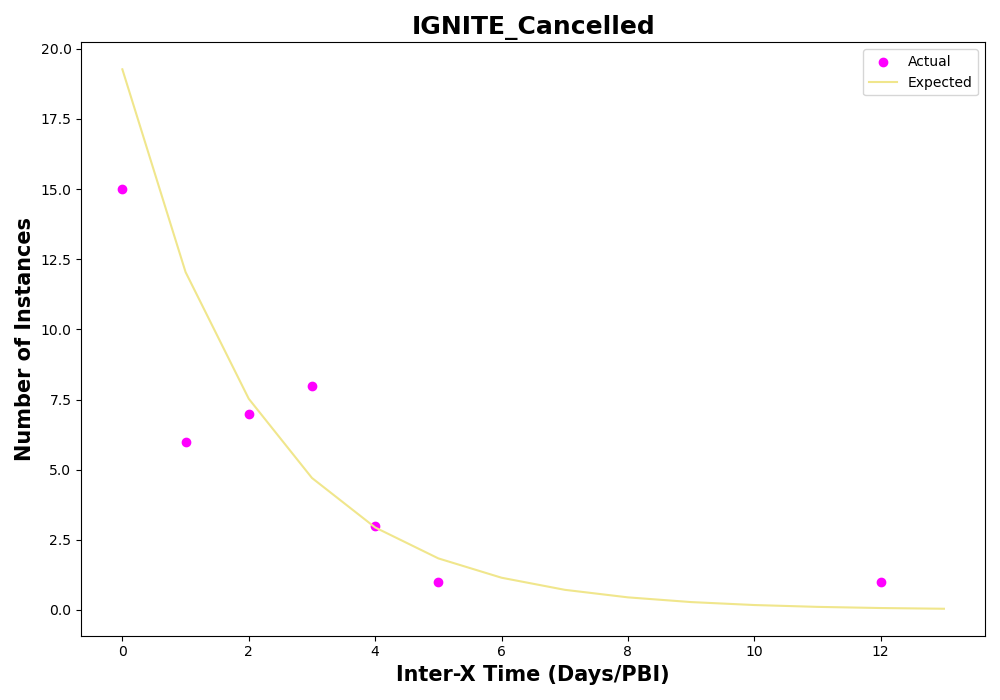 IGNITE_Cancelled
20.0
17.5
15.0
12.5
10.0
7.5
5.0
2.5
0.0
Number of Instances
Actual
Expected
0 2 4 6 8 10 12
Inter-X Time (Days/PBI)